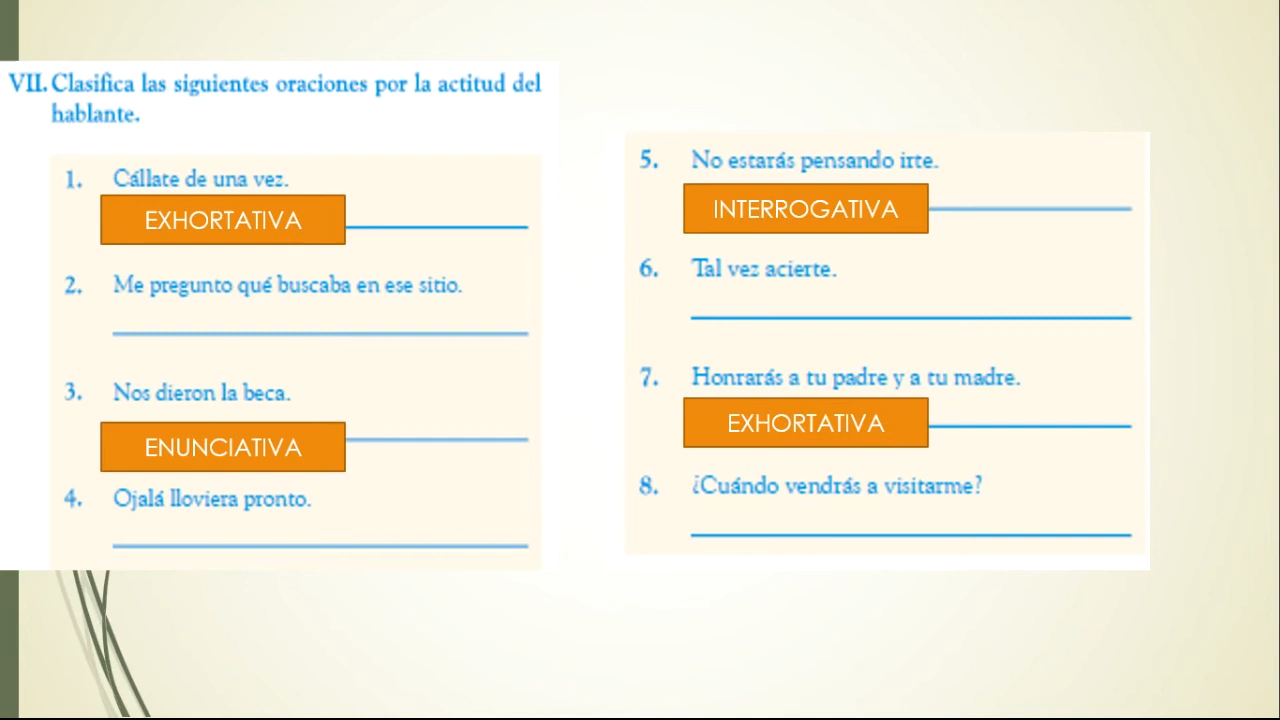 VII. Clasifica las siguientes oraciones por la actitud del
hablante.
1. Cállate de una vez.
EXHORTATIVA
2. Me pregunto qué buscaba en ese sitio.
3. Nos dieron la beca.
ENUNCIATIVA
4. Ojalá lloviera pronto.
5. No estarás pensando irte.
INTERROGATIVA
6. Tal vez acierte.
7. Honrarás a tu padre y a tu madre.
EXHORTATIVA
8. ¿Cuándo vendrás a visitarme?